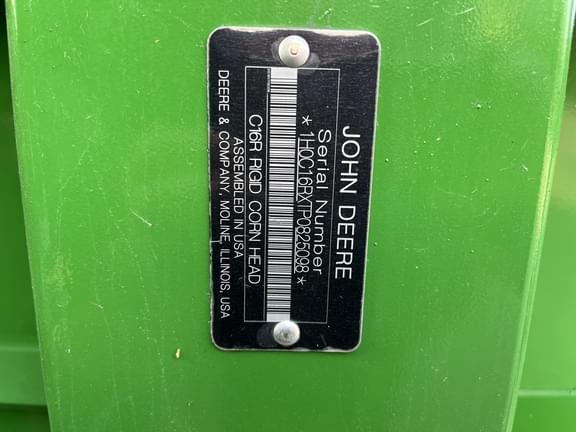 JOHN DEERE
Serial Number
* 1H0C16RXTP0825098 *
C16R RIGID CORN HEAD
ASSEMBLED IN USA
DEERE & COMPANY, MOLINE, ILLINOIS, USA